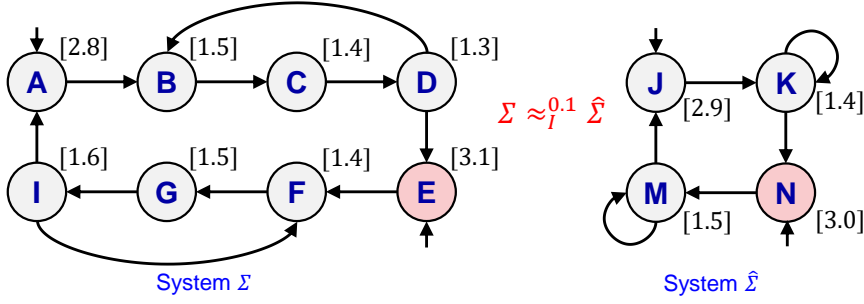 [2.8] [1.5] [1.4] [1.3]
A B C D
J K
[2.9] [1.4]
Σ ≈_I^{0.1} Σ̂
[1.6] [1.5] [1.4] [3.1]
I G F E
M N
[1.5] [3.0]
System Σ
System Σ̂